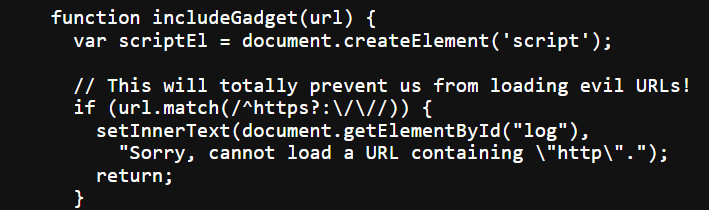 function includeGadget(url) {
  var scriptEl = document.createElement('script');

  // This will totally prevent us from loading evil URLs!
  if (url.match(/^https?:\/\//)) {
    setInnerText(document.getElementById("log"),
      "Sorry, cannot load a URL containing \"http\".");
    return;
  }